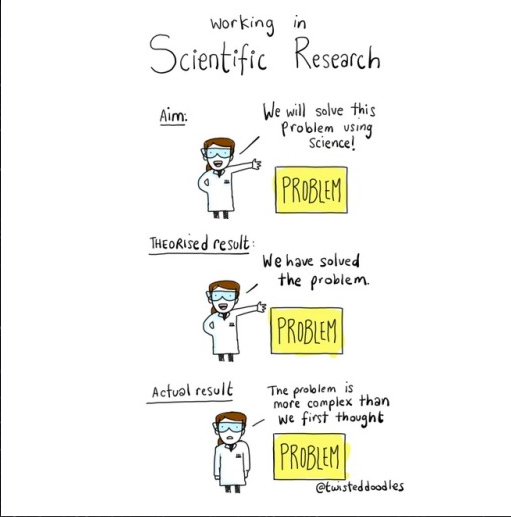 working in
Scientific Research
Aim:
We will solve this
Problem using
Science!
PROBLEM
THEORised result:
We have solved
the problem.
PROBLEM
Actual result
The problem is
more complex than
we first thought
PROBLEM
@twisteddoodles